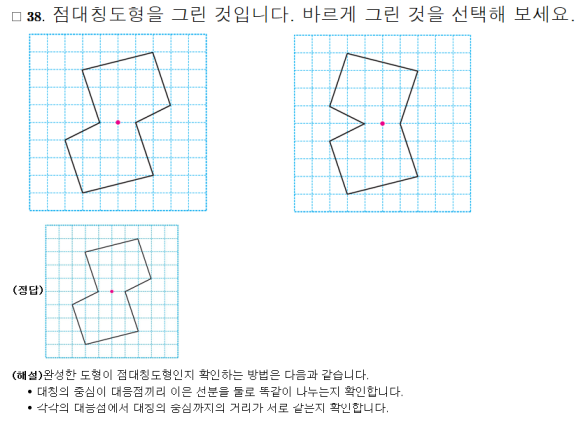 □ 38. 점대칭도형을 그린 것입니다. 바르게 그린 것을 선택해 보세요.
(정답)
(해설)완성한 도형이 점대칭도형인지 확인하는 방법은 다음과 같습니다.
• 대칭의 중심이 대응점끼리 이은 선분을 둘로 똑같이 나누는지 확인합니다.
• 각각의 대응점에서 대칭의 중심까지의 거리가 서로 같은지 확인합니다.